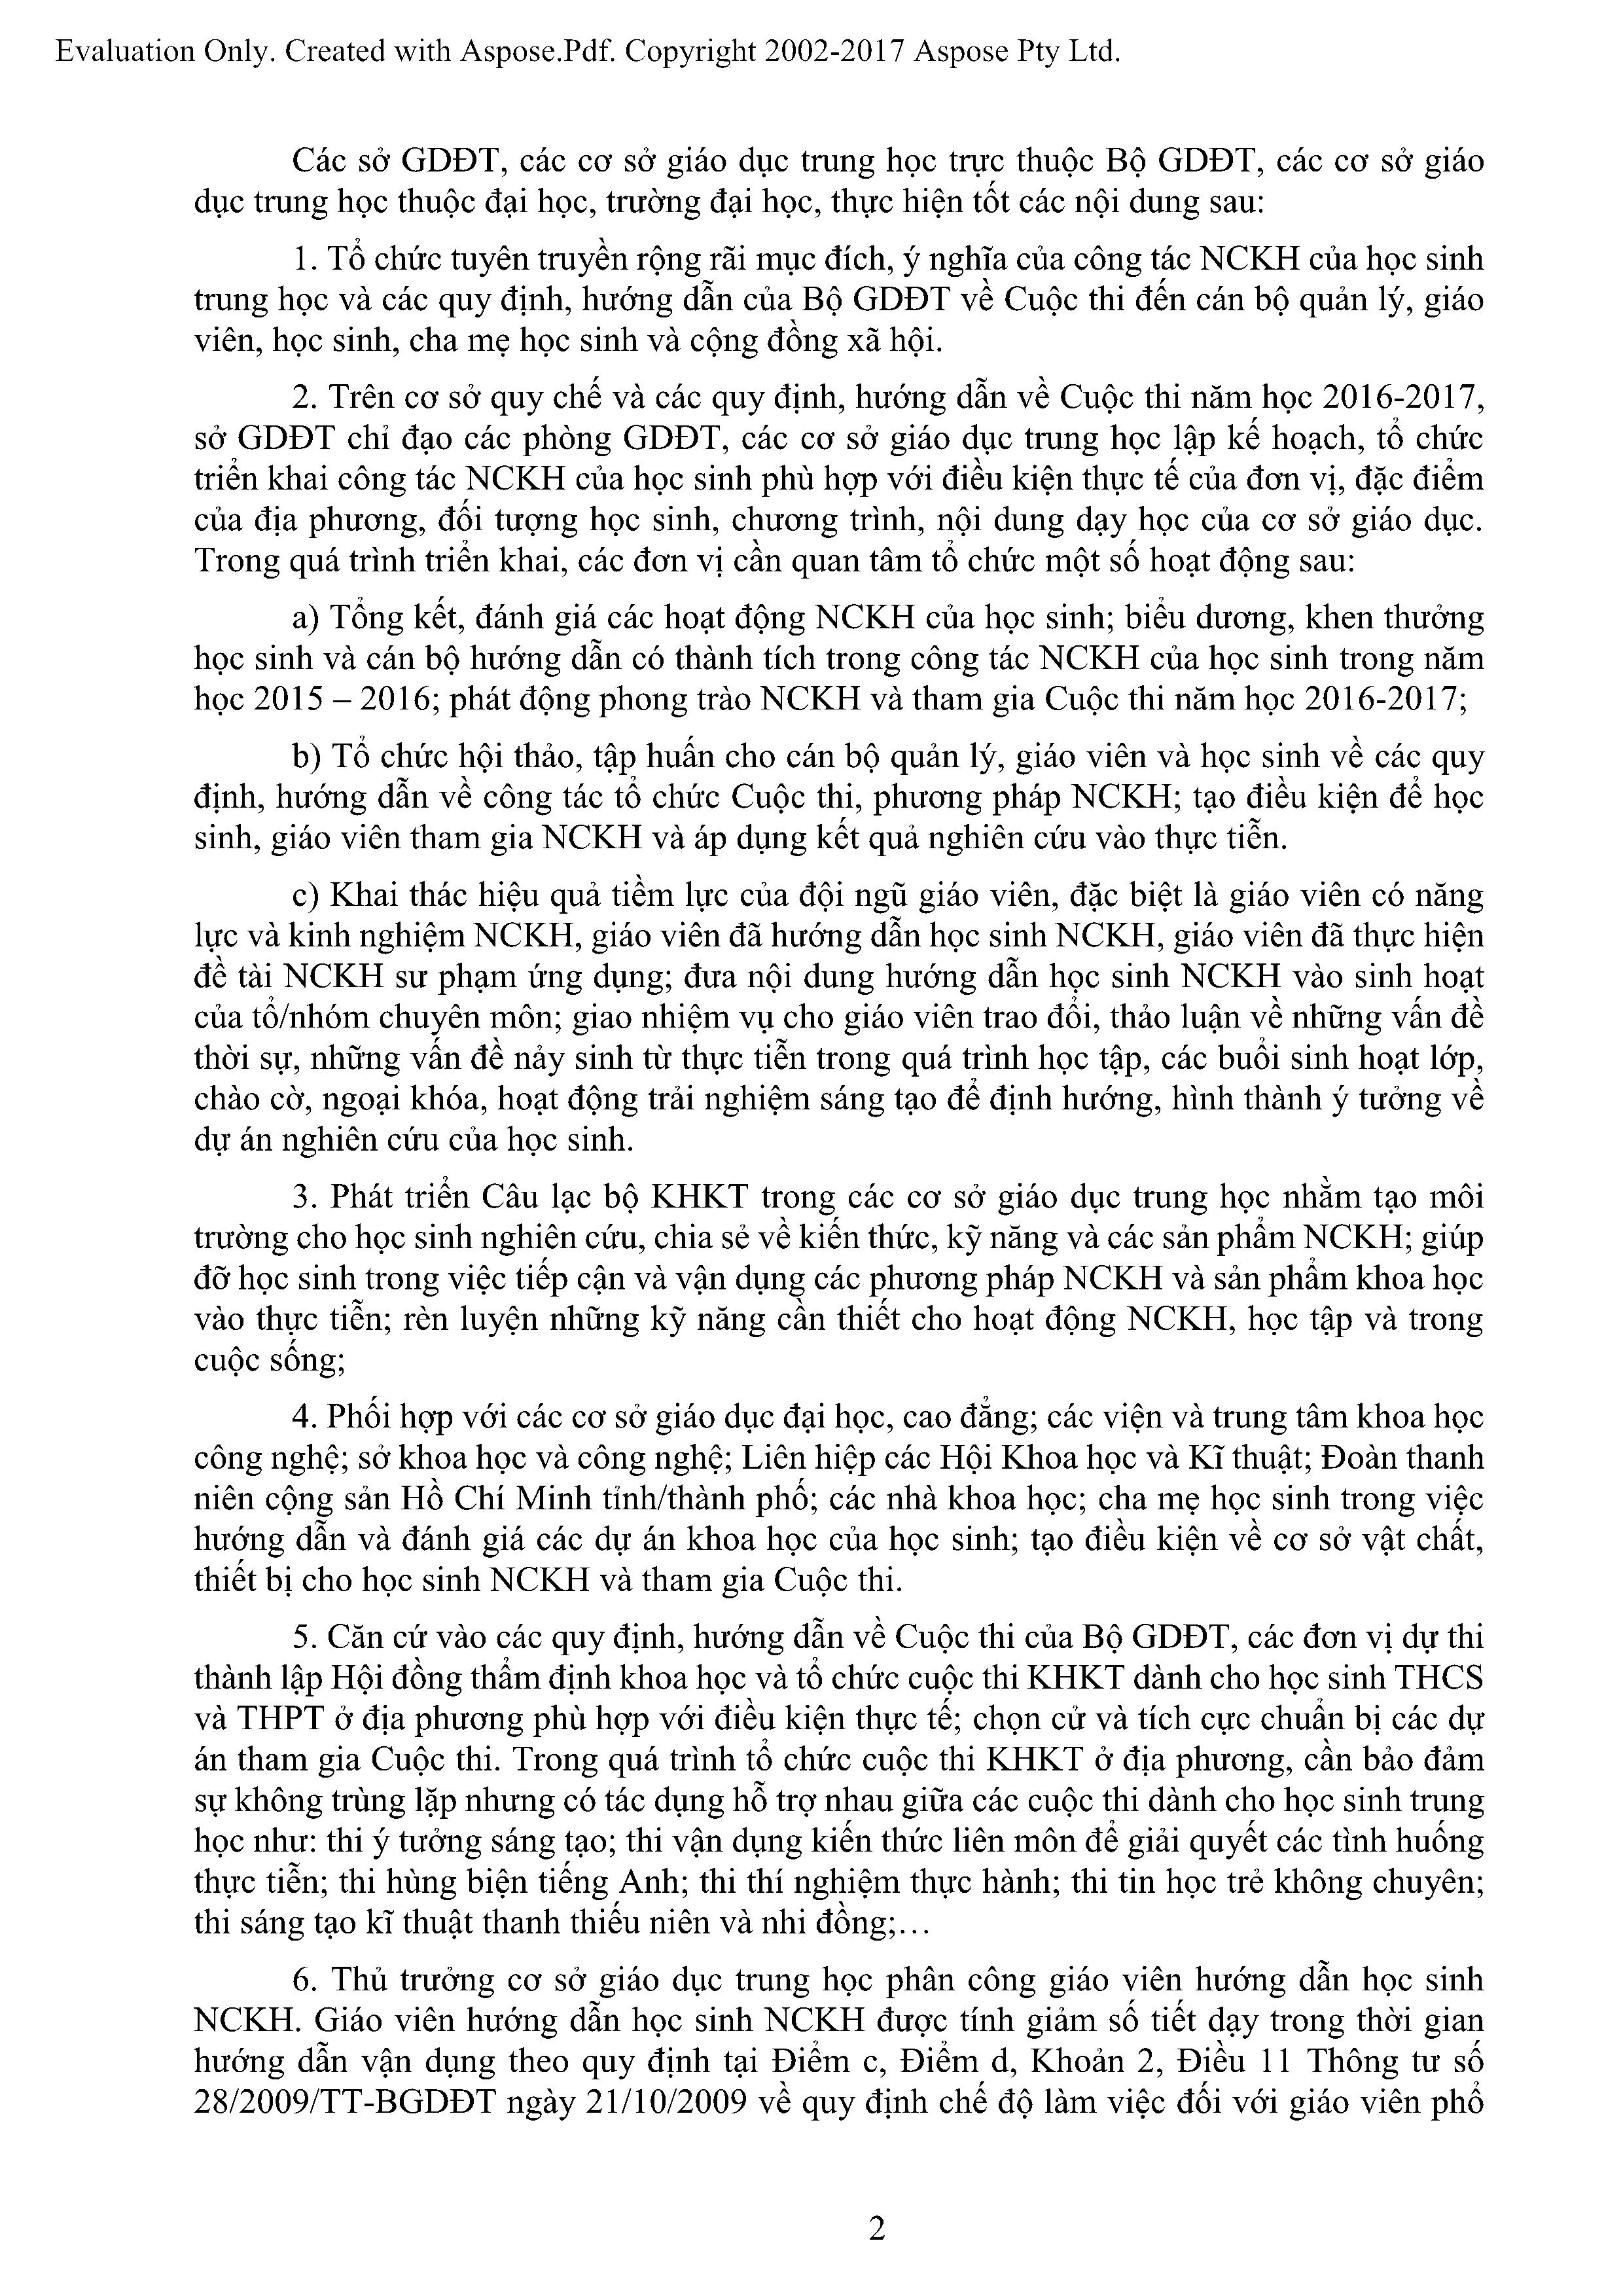 Evaluation Only. Created with Aspose.Pdf. Copyright 2002-2017 Aspose Pty Ltd.
Các sở GDĐT, các cơ sở giáo dục trung học trực thuộc Bộ GDĐT, các cơ sở giáo
dục trung học thuộc đại học, trường đại học, thực hiện tốt các nội dung sau:
1. Tổ chức tuyên truyền rộng rãi mục đích, ý nghĩa của công tác NCKH của học sinh
trung học và các quy định, hướng dẫn của Bộ GDĐT về Cuộc thi đến cán bộ quản lý, giáo
viên, học sinh, cha mẹ học sinh và cộng đồng xã hội.
2. Trên cơ sở quy chế và các quy định, hướng dẫn về Cuộc thi năm học 2016-2017,
sở GDĐT chỉ đạo các phòng GDĐT, các cơ sở giáo dục trung học lập kế hoạch, tổ chức
triển khai công tác NCKH của học sinh phù hợp với điều kiện thực tế của đơn vị, đặc điểm
của địa phương, đối tượng học sinh, chương trình, nội dung dạy học của cơ sở giáo dục.
Trong quá trình triển khai, các đơn vị cần quan tâm tổ chức một số hoạt động sau:
a) Tổng kết, đánh giá các hoạt động NCKH của học sinh; biểu dương, khen thưởng
học sinh và cán bộ hướng dẫn có thành tích trong công tác NCKH của học sinh trong năm
học 2015 – 2016; phát động phong trào NCKH và tham gia Cuộc thi năm học 2016-2017;
b) Tổ chức hội thảo, tập huấn cho cán bộ quản lý, giáo viên và học sinh về các quy
định, hướng dẫn về công tác tổ chức Cuộc thi, phương pháp NCKH; tạo điều kiện để học
sinh, giáo viên tham gia NCKH và áp dụng kết quả nghiên cứu vào thực tiễn.
c) Khai thác hiệu quả tiềm lực của đội ngũ giáo viên, đặc biệt là giáo viên có năng
lực và kinh nghiệm NCKH, giáo viên đã hướng dẫn học sinh NCKH, giáo viên đã thực hiện
đề tài NCKH sư phạm ứng dụng; đưa nội dung hướng dẫn học sinh NCKH vào sinh hoạt
của tổ/nhóm chuyên môn; giao nhiệm vụ cho giáo viên trao đổi, thảo luận về những vấn đề
thời sự, những vấn đề nảy sinh từ thực tiễn trong quá trình học tập, các buổi sinh hoạt lớp,
chào cờ, ngoại khóa, hoạt động trải nghiệm sáng tạo để định hướng, hình thành ý tưởng về
dự án nghiên cứu của học sinh.
3. Phát triển Câu lạc bộ KHKT trong các cơ sở giáo dục trung học nhằm tạo môi
trường cho học sinh nghiên cứu, chia sẻ về kiến thức, kỹ năng và các sản phẩm NCKH; giúp
đỡ học sinh trong việc tiếp cận và vận dụng các phương pháp NCKH và sản phẩm khoa học
vào thực tiễn; rèn luyện những kỹ năng cần thiết cho hoạt động NCKH, học tập và trong
cuộc sống;
4. Phối hợp với các cơ sở giáo dục đại học, cao đẳng; các viện và trung tâm khoa học
công nghệ; sở khoa học và công nghệ; Liên hiệp các Hội Khoa học và Kĩ thuật; Đoàn thanh
niên cộng sản Hồ Chí Minh tỉnh/thành phố; các nhà khoa học; cha mẹ học sinh trong việc
hướng dẫn và đánh giá các dự án khoa học của học sinh; tạo điều kiện về cơ sở vật chất,
thiết bị cho học sinh NCKH và tham gia Cuộc thi.
5. Căn cứ vào các quy định, hướng dẫn về Cuộc thi của Bộ GDĐT, các đơn vị dự thi
thành lập Hội đồng thẩm định khoa học và tổ chức cuộc thi KHKT dành cho học sinh THCS
và THPT ở địa phương phù hợp với điều kiện thực tế; chọn cử và tích cực chuẩn bị các dự
án tham gia Cuộc thi. Trong quá trình tổ chức cuộc thi KHKT ở địa phương, cần bảo đảm
sự không trùng lặp nhưng có tác dụng hỗ trợ nhau giữa các cuộc thi dành cho học sinh trung
học như: thi ý tưởng sáng tạo; thi vận dụng kiến thức liên môn để giải quyết các tình huống
thực tiễn; thi hùng biện tiếng Anh; thi thí nghiệm thực hành; thi tin học trẻ không chuyên;
thi sáng tạo kĩ thuật thanh thiếu niên và nhi đồng;…
6. Thủ trưởng cơ sở giáo dục trung học phân công giáo viên hướng dẫn học sinh
NCKH. Giáo viên hướng dẫn học sinh NCKH được tính giảm số tiết dạy trong thời gian
hướng dẫn vận dụng theo quy định tại Điểm c, Điểm d, Khoản 2, Điều 11 Thông tư số
28/2009/TT-BGDĐT ngày 21/10/2009 về quy định chế độ làm việc đối với giáo viên phổ
2